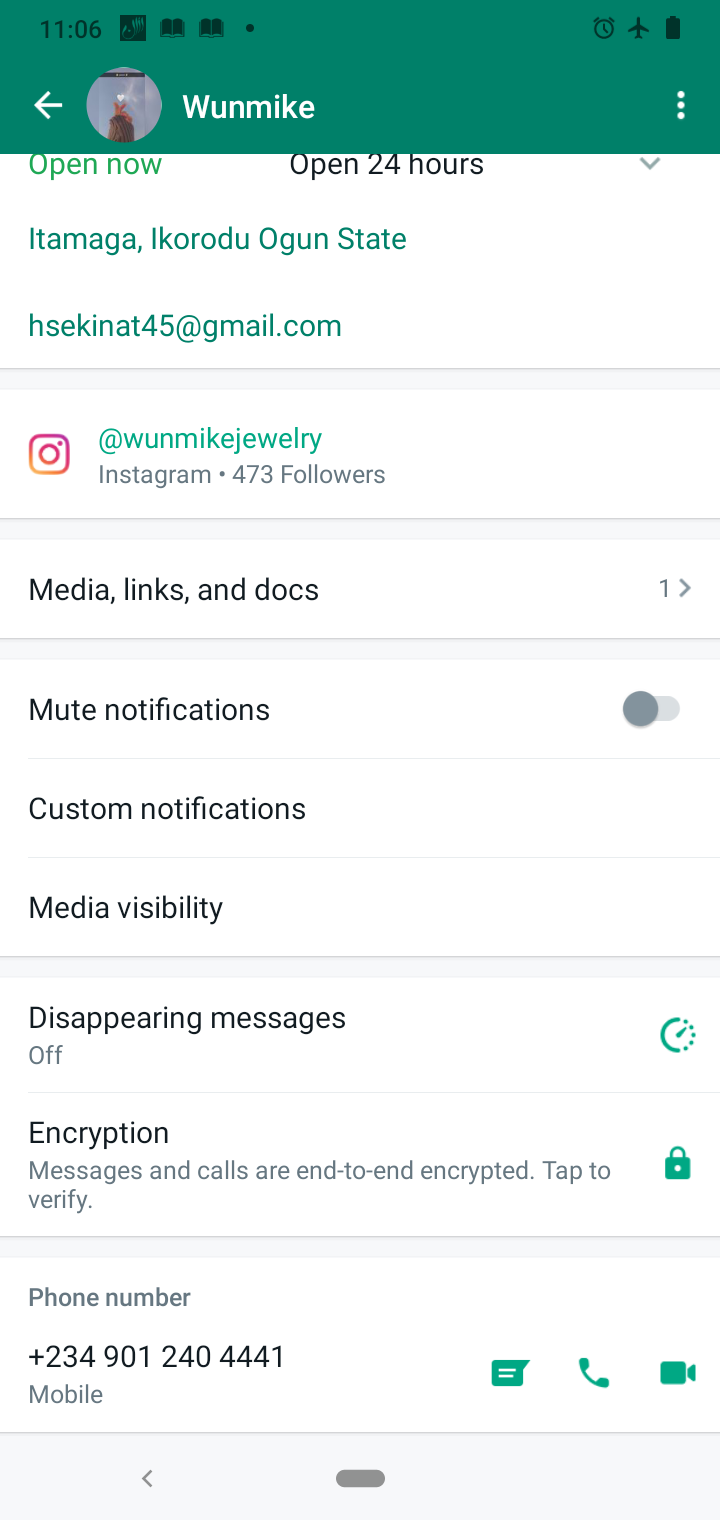 11:06
Wunmike
Open now Open 24 hours
Itamaga, Ikorodu Ogun State
hsekinat45@gmail.com
@wunmikejewelry
Instagram • 473 Followers
Media, links, and docs 1
Mute notifications
Custom notifications
Media visibility
Disappearing messages
Off
Encryption
Messages and calls are end-to-end encrypted. Tap to
verify.
Phone number
+234 901 240 4441
Mobile